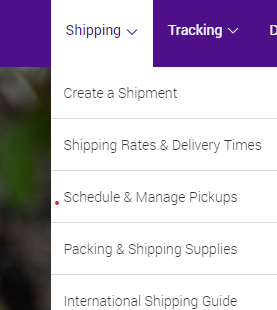 Shipping Tracking D
Create a Shipment
Shipping Rates & Delivery Times
Schedule & Manage Pickups
Packing & Shipping Supplies
International Shipping Guide